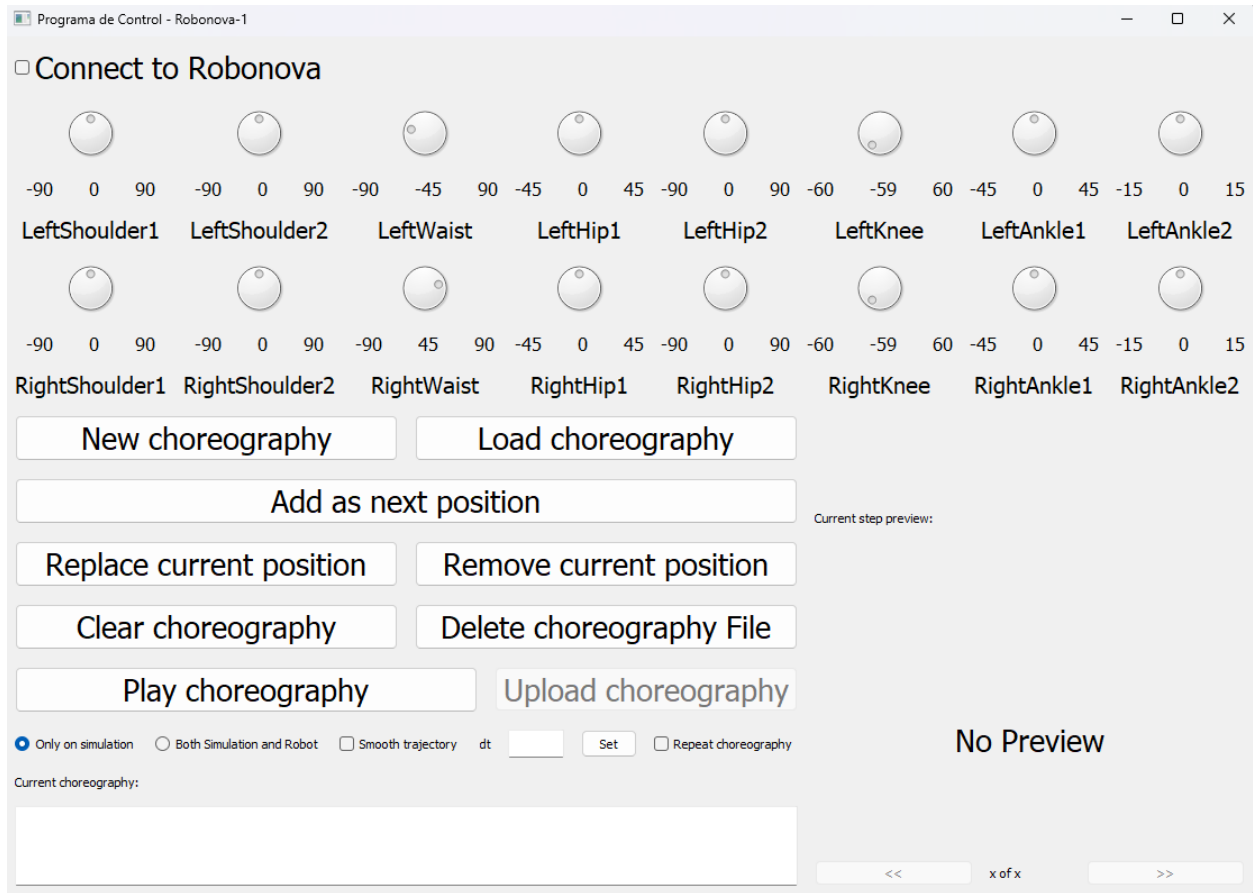 Programa de Control - Robonova-1
Connect to Robonova
-90 0 90 -90 0 90 -90 -45 90 -45 0 45 -90 0 90 -60 -59 60 -45 0 45 -15 0 15
LeftShoulder1 LeftShoulder2 LeftWaist LeftHip1 LeftHip2 LeftKnee LeftAnkle1 LeftAnkle2
-90 0 90 -90 0 90 -90 45 90 -45 0 45 -90 0 90 -60 -59 60 -45 0 45 -15 0 15
RightShoulder1 RightShoulder2 RightWaist RightHip1 RightHip2 RightKnee RightAnkle1 RightAnkle2
New choreography Load choreography
Add as next position
Current step preview:
Replace current position Remove current position
Clear choreography Delete choreography File
Play choreography Upload choreography
Only on simulation Both Simulation and Robot Smooth trajectory dt Set Repeat choreography
No Preview
Current choreography:
<< x of x >>